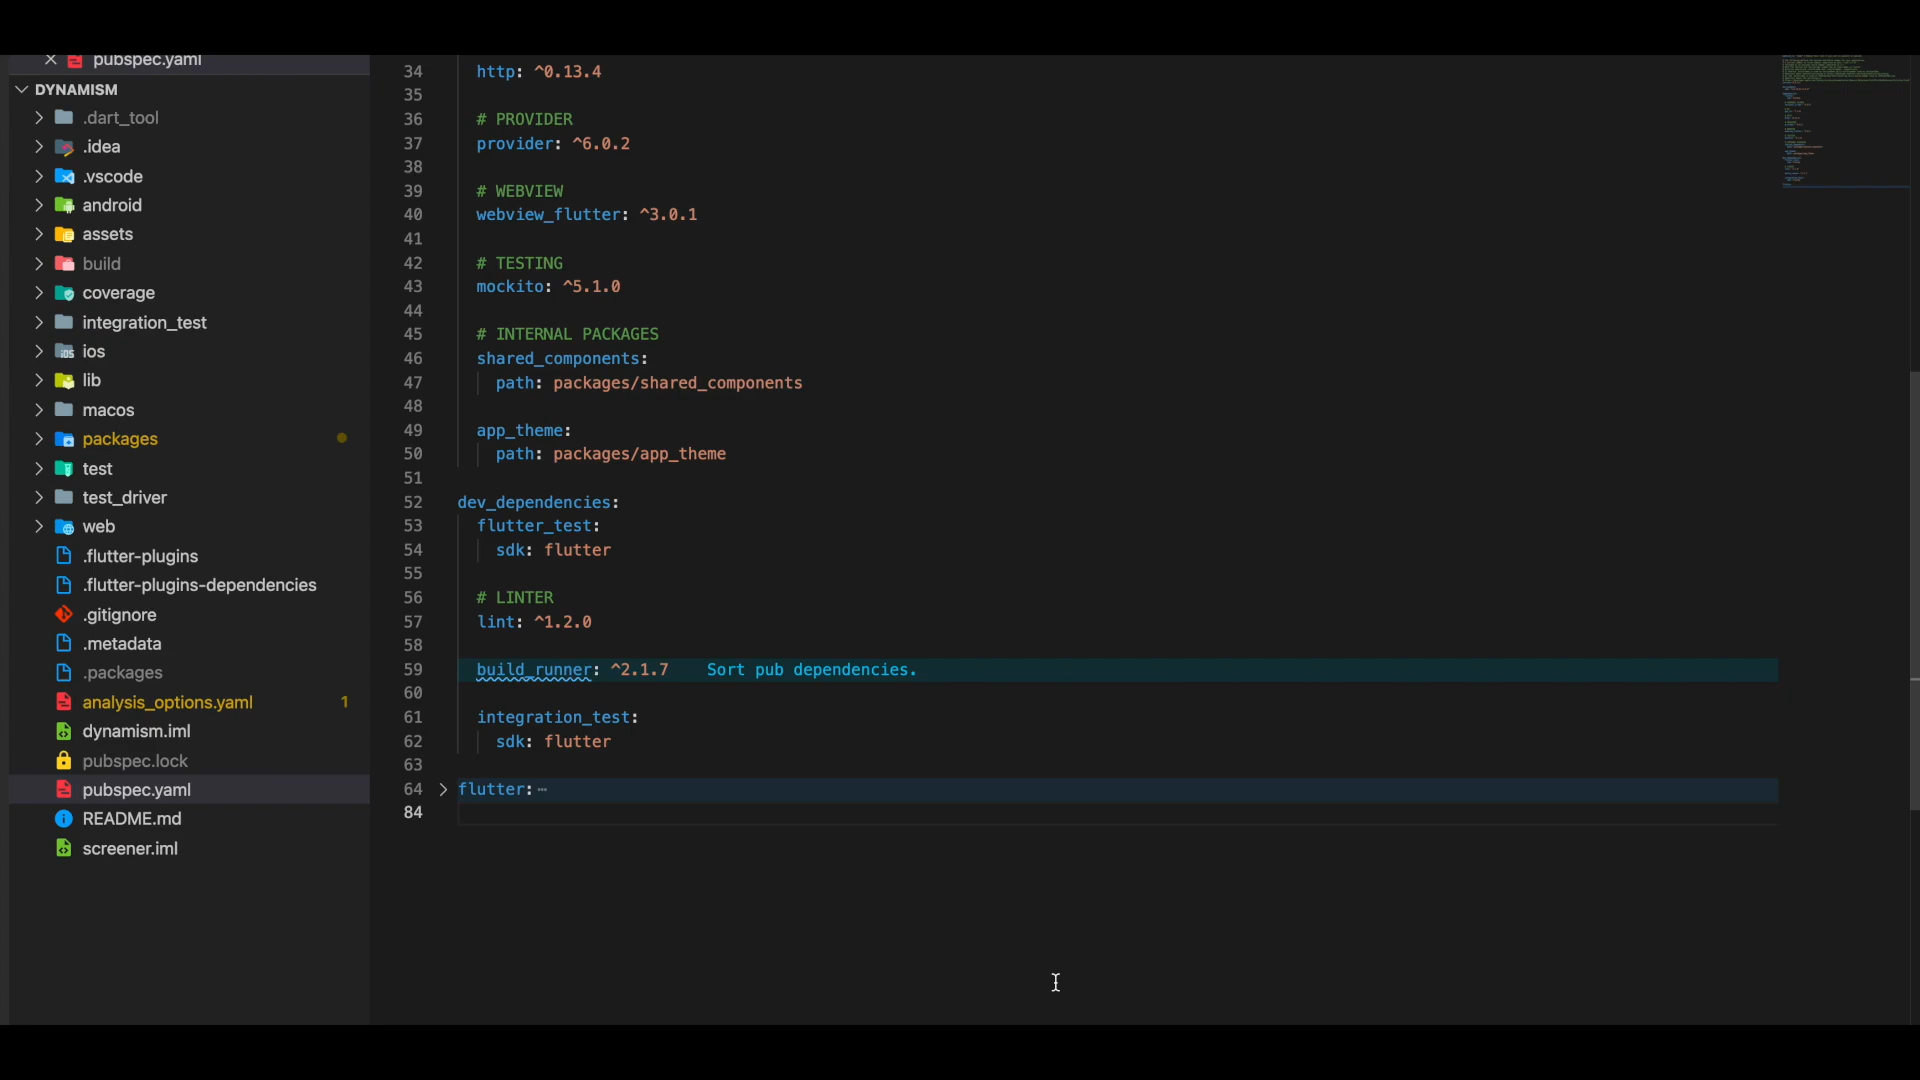 pubspec.yaml
DYNAMISM
.dart_tool
.idea
.vscode
android
assets
build
coverage
integration_test
ios
lib
macos
packages
test
test_driver
web
.flutter-plugins
.flutter-plugins-dependencies
.gitignore
.metadata
.packages
analysis_options.yaml 1
dynamism.iml
pubspec.lock
pubspec.yaml
README.md
screener.iml
34 http: ^0.13.4
35
36 # PROVIDER
37 provider: ^6.0.2
38
39 # WEBVIEW
40 webview_flutter: ^3.0.1
41
42 # TESTING
43 mockito: ^5.1.0
44
45 # INTERNAL PACKAGES
46 shared_components:
47 path: packages/shared_components
48
49 app_theme:
50 path: packages/app_theme
51
52 dev_dependencies:
53 flutter_test:
54 sdk: flutter
55
56 # LINTER
57 lint: ^1.2.0
58
59 build_runner: ^2.1.7 Sort pub dependencies.
60
61 integration_test:
62 sdk: flutter
63
64 flutter:⋯
84